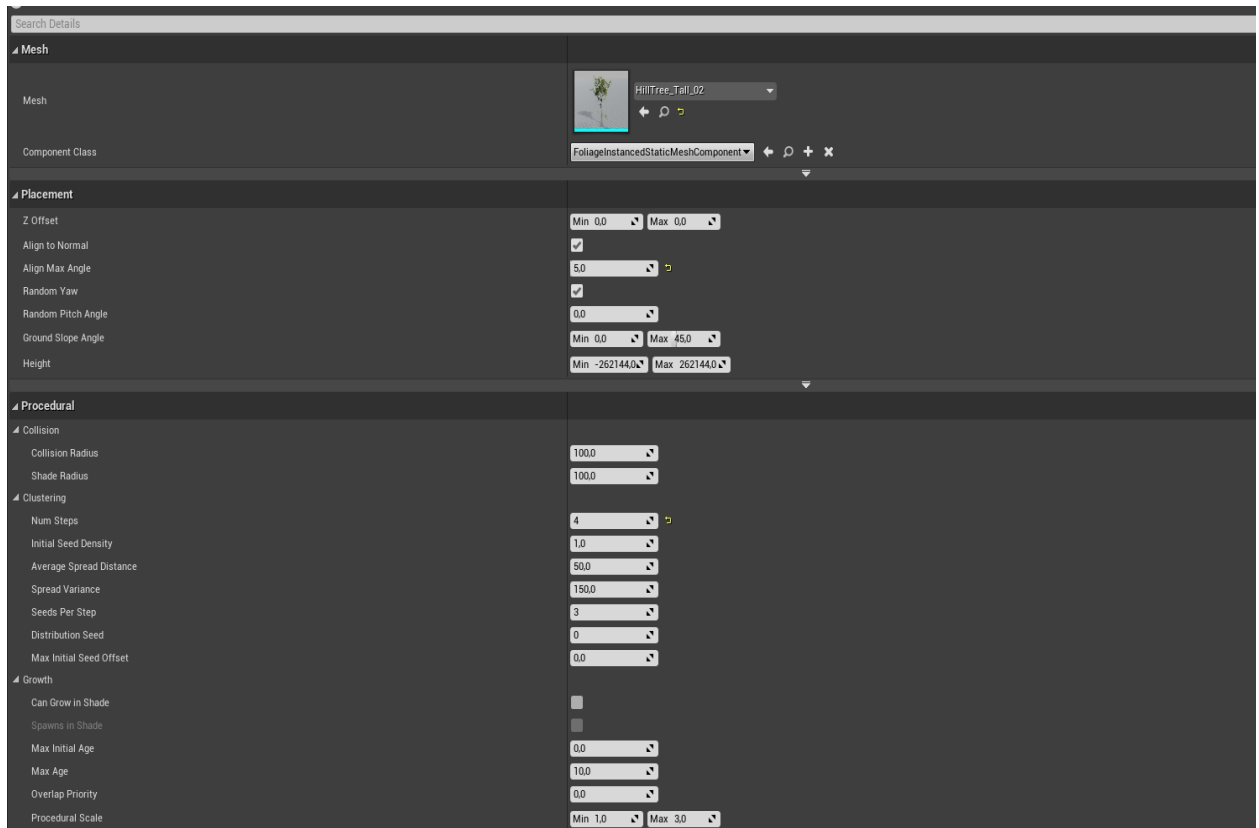 Search Details
Mesh
Mesh
HillTree_Tall_02
Component Class
FoliageInstancedStaticMeshComponent
Placement
Z Offset Min 0,0 Max 0,0
Align to Normal
Align Max Angle 5,0
Random Yaw
Random Pitch Angle 0,0
Ground Slope Angle Min 0,0 Max 45,0
Height Min -262144,0 Max 262144,0
Procedural
Collision
Collision Radius 100,0
Shade Radius 100,0
Clustering
Num Steps 4
Initial Seed Density 1,0
Average Spread Distance 50,0
Spread Variance 150,0
Seeds Per Step 3
Distribution Seed 0
Max Initial Seed Offset 0,0
Growth
Can Grow in Shade
Spawns in Shade
Max Initial Age 0,0
Max Age 10,0
Overlap Priority 0,0
Procedural Scale Min 1,0 Max 3,0